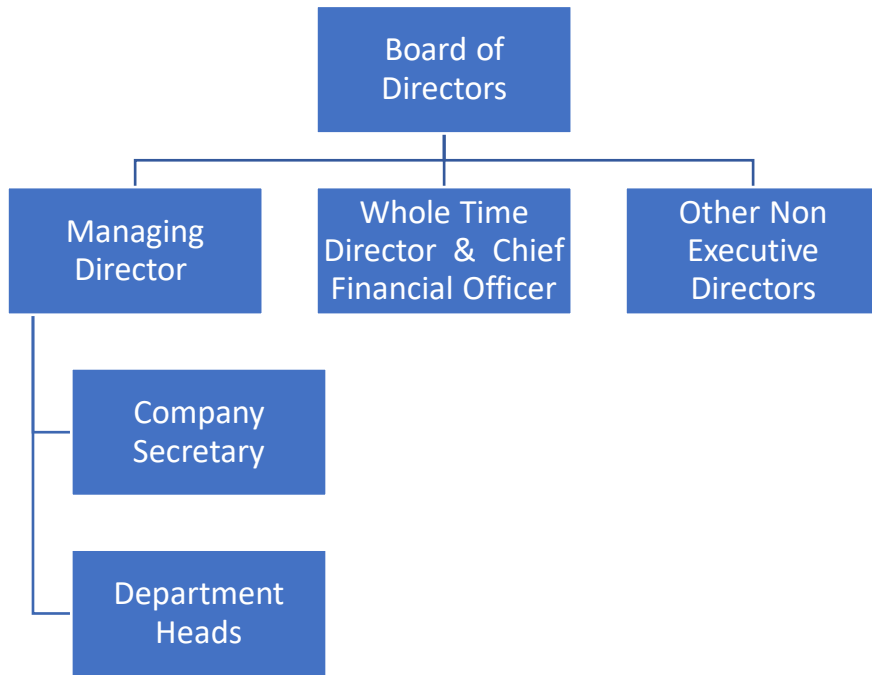 Board of
Directors
Managing
Director
Whole Time
Director & Chief
Financial Officer
Other Non
Executive
Directors
Company
Secretary
Department
Heads